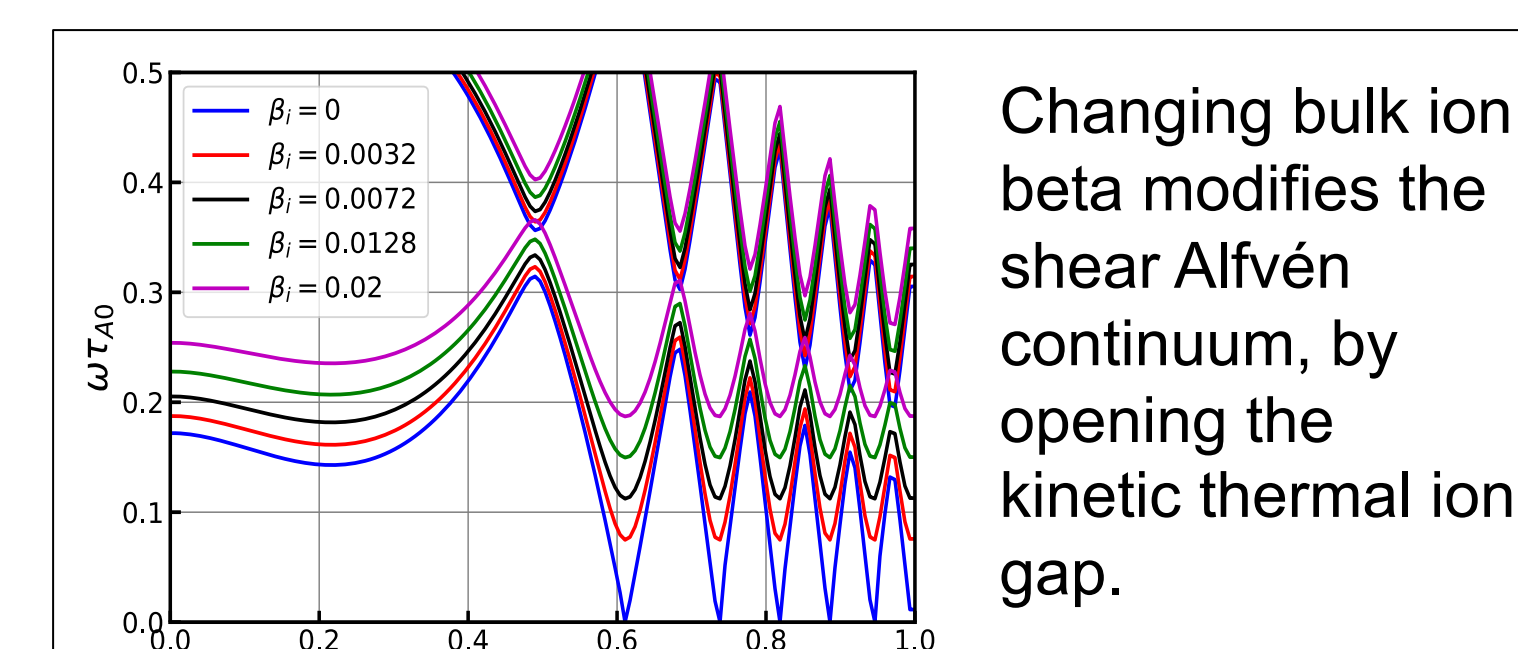 0.5
0.4
0.3
0.2
0.1
0.0
ωτ_A0
β_i = 0
β_i = 0.0032
β_i = 0.0072
β_i = 0.0128
β_i = 0.02
0.0 0.2 0.4 0.6 0.8 1.0
Changing bulk ion
beta modifies the
shear Alfvén
continuum, by
opening the
kinetic thermal ion
gap.